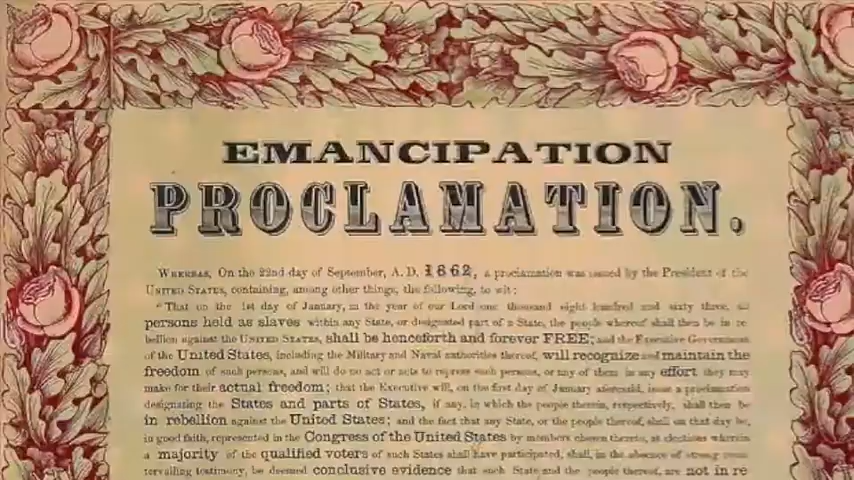 EMANCIPATION
PROCLAMATION.
WHEREAS, On the 22nd day of September, A. D. 1862, a proclamation was issued by the President of the
UNITED STATES, containing, among other things, the following, to wit:
"That on the 1st day of January, in the year of our Lord one thousand eight hundred and sixty three, all
persons held as slaves within any State, or designated part of a State, the people whereof shall then be in re
bellion against the UNITED STATES, shall be henceforth and forever FREE; and the Executive Government
of the United States, including the Military and Naval authorities thereof, will recognize and maintain the
freedom of such persons, and will do no act or acts to repress such persons, or any of them in any effort they
may make for their actual freedom; that the Executive will, on the first day of January aforesaid, issue a proclamation
designating the States and parts of States, if any, in which the people therein, respectively, shall then be
in rebellion against the United States; and the fact that any State, or the people thereof, shall on that day be,
in good faith, represented in the Congress of the United States by members chosen thereto, at elections wherein
a majority of the qualified voters of such States shall have participated, shall, in the absence of strong coun
tervailing testimony, be deemed conclusive evidence that such State and the people thereof, are not in re